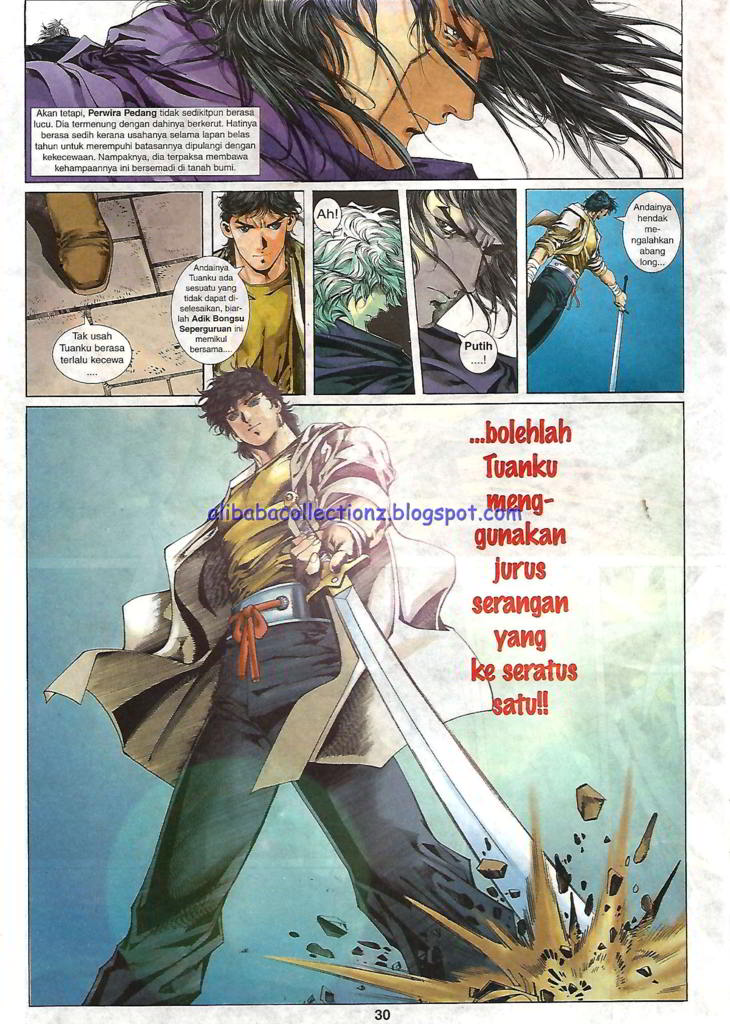 Akan tetapi, Perwira Pedang tidak sedikitpun berasa
lucu. Dia termenung dengan dahinya berkerut. Hatinya
berasa sedih kerana usahanya selama lapan belas
tahun untuk merempuhi batasannya dipulangi dengan
kekecewaan. Nampaknya, dia terpaksa membawa
kehampaannya ini bersemadi di tanah bumi.
Tak usah
Tuanku berasa
terlalu kecewa
....
Andainya
Tuanku ada
sesuatu yang
tidak dapat di-
selesaikan, biar-
lah Adik Bongsu
Seperguruan ini
memikul
bersama....
Ah!
Putih
....!
Andainya
hendak
me-
ngalahkan
abang
long...
...bolehlah
Tuanku
meng-
gunakan
jurus
serangan
yang
ke seratus
satu!!
alibabacollectionz.blogspot.com
30